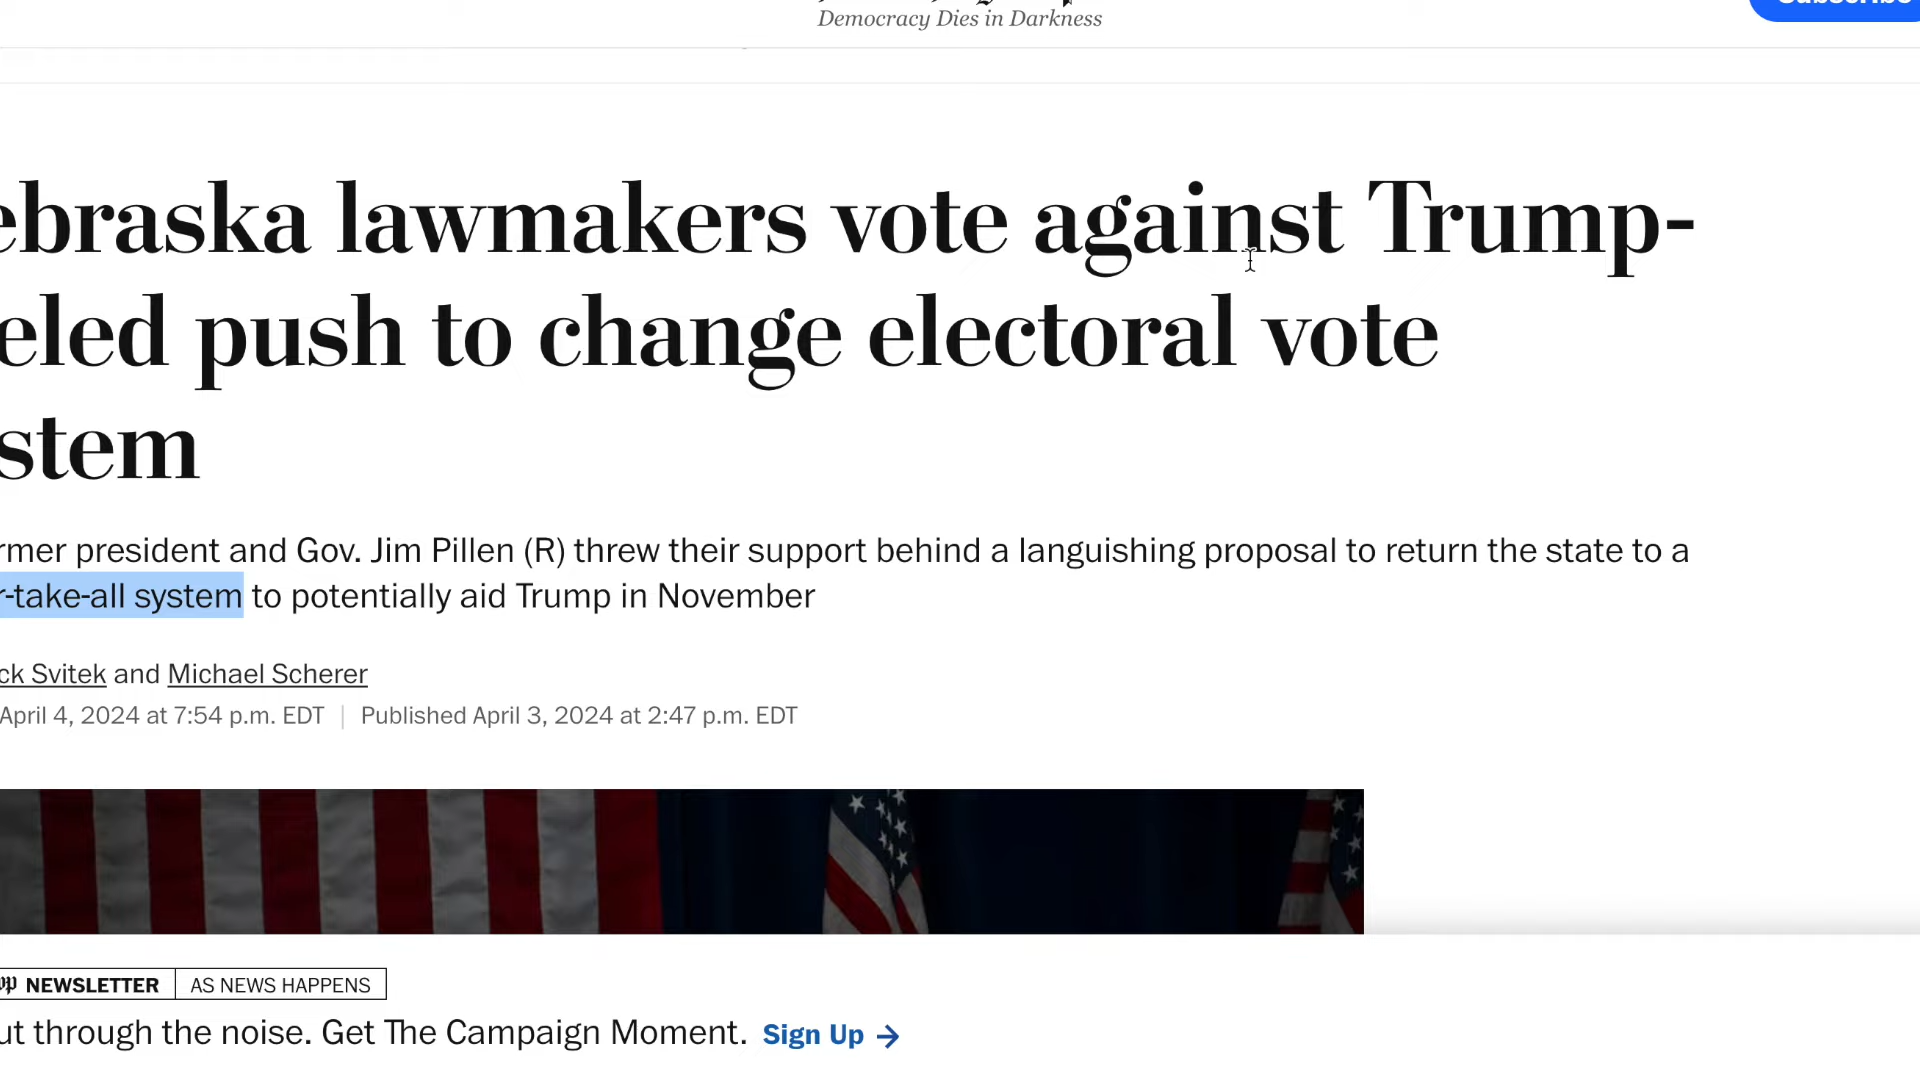 Democracy Dies in Darkness
Subscribe
ebraska lawmakers vote against Trump-
eled push to change electoral vote
stem
rmer president and Gov. Jim Pillen (R) threw their support behind a languishing proposal to return the state to a
r-take-all system to potentially aid Trump in November
ck Svitek and Michael Scherer
April 4, 2024 at 7:54 p.m. EDT | Published April 3, 2024 at 2:47 p.m. EDT
wp NEWSLETTER AS NEWS HAPPENS
ut through the noise. Get The Campaign Moment. Sign Up →